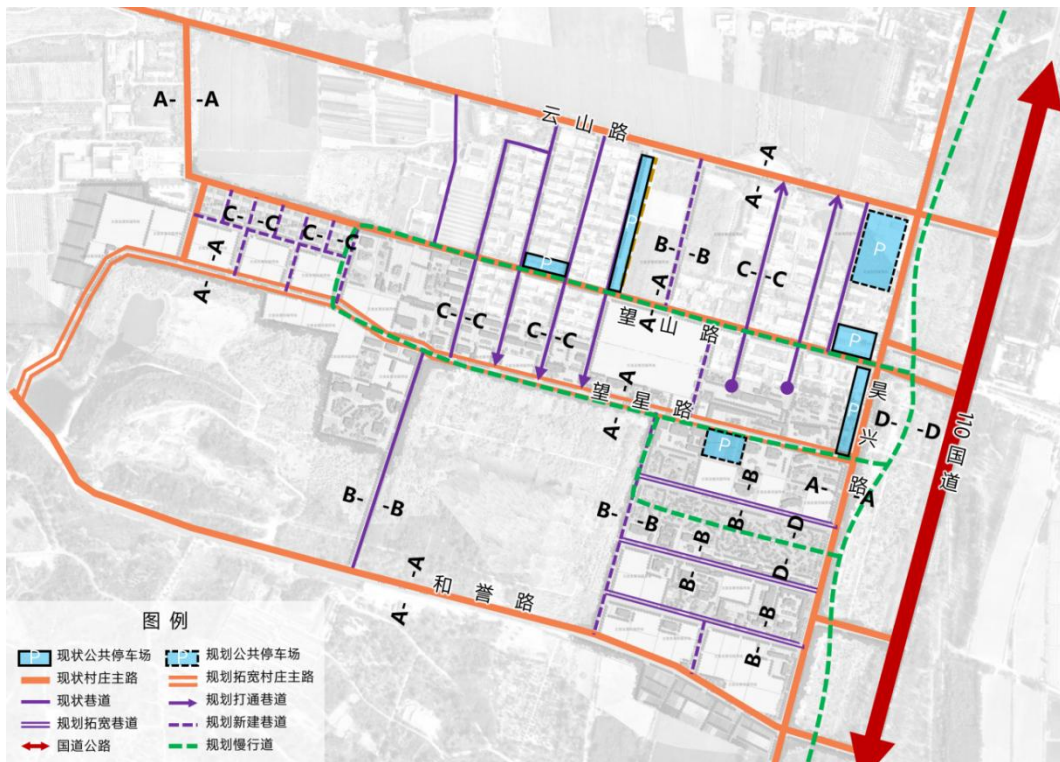 A- -A
云山路
A- -A
C- -C
C- -C
P
B- -B
P
A- -A
C- -C
P
A- -A
望山路
C- -C
C- -C
P
A- -A
望星路
昊兴路
P
D- -D
110国道
P
B- -B
A- -A
B- -B
B- -B
D- -D
B- -B
A- -A
和誉路
B- -B
图例
P 现状公共停车场
P 规划公共停车场
现状村庄主路
规划拓宽村庄主路
现状巷道
规划打通巷道
规划拓宽巷道
规划新建巷道
国道公路
规划慢行道